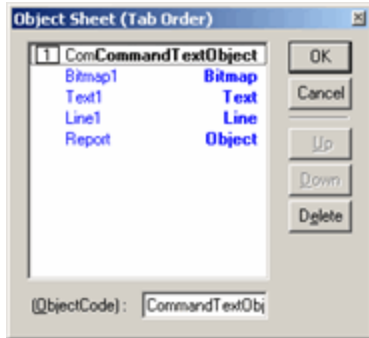 Object Sheet (Tab Order)
1 ComCommandTextObject
Bitmap1 Bitmap
Text1 Text
Line1 Line
Report Object
OK
Cancel
Up
Down
Delete
(ObjectCode) : CommandTextObj